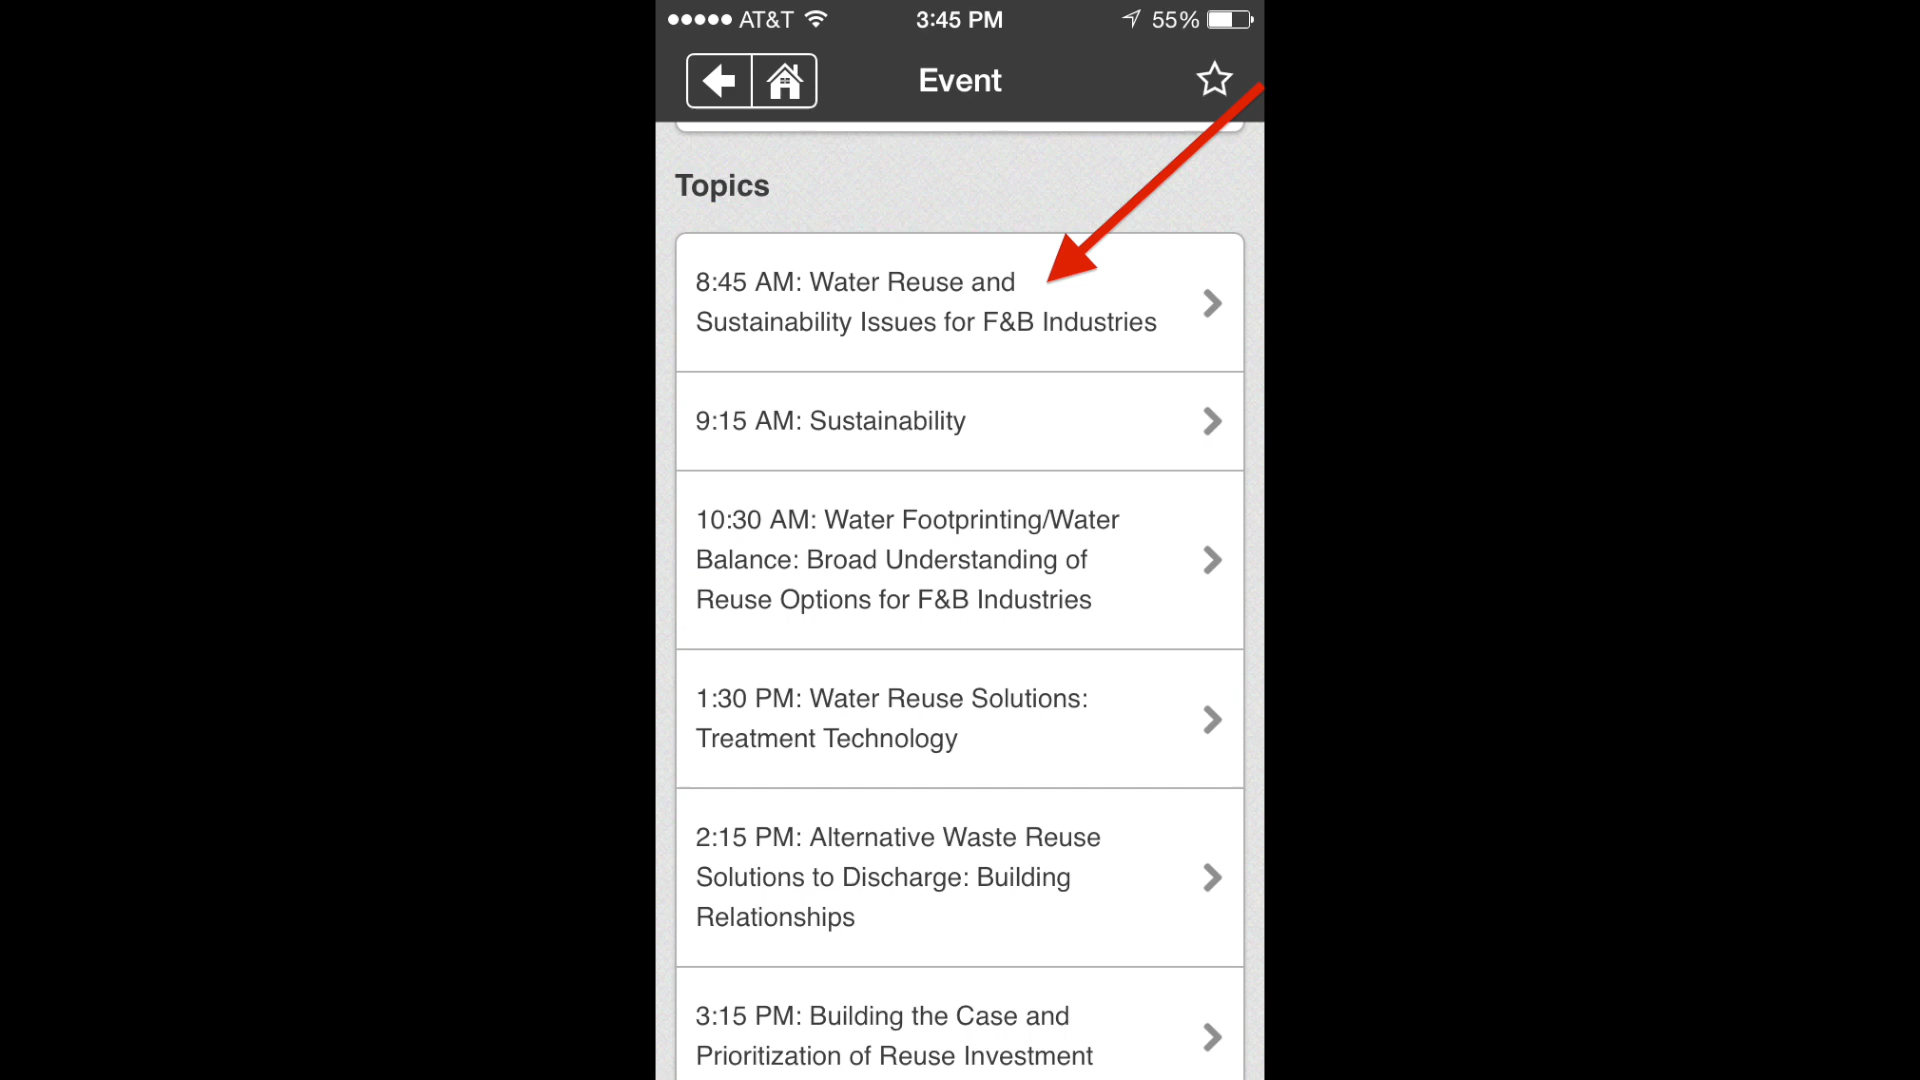 AT&T 3:45 PM 55%
Event
Topics
8:45 AM: Water Reuse and
Sustainability Issues for F&B Industries
9:15 AM: Sustainability
10:30 AM: Water Footprinting/Water
Balance: Broad Understanding of
Reuse Options for F&B Industries
1:30 PM: Water Reuse Solutions:
Treatment Technology
2:15 PM: Alternative Waste Reuse
Solutions to Discharge: Building
Relationships
3:15 PM: Building the Case and
Prioritization of Reuse Investment